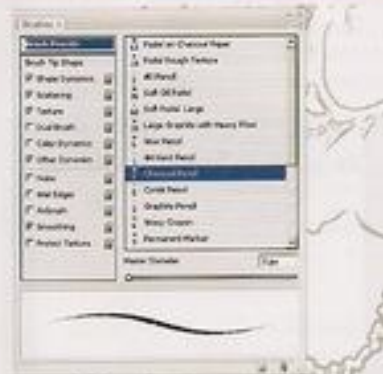 Brushes ×
Brush Presets
Brush Tip Shape
Shape Dynamics
Scattering
Texture
Dual Brush
Color Dynamics
Other Dynamics
Noise
Wet Edges
Airbrush
Smoothing
Protect Texture
Pastel on Charcoal Paper
Pastel Rough Texture
#2 Pencil
Soft Oil Pastel
Soft Pastel Large
Large Graphite with Heavy Flow
Wax Pencil
Hard Pencil
Charcoal Pencil
Conte Pencil
Graphite Pencil
Waxy Crayon
Permanent Marker
Master Diameter